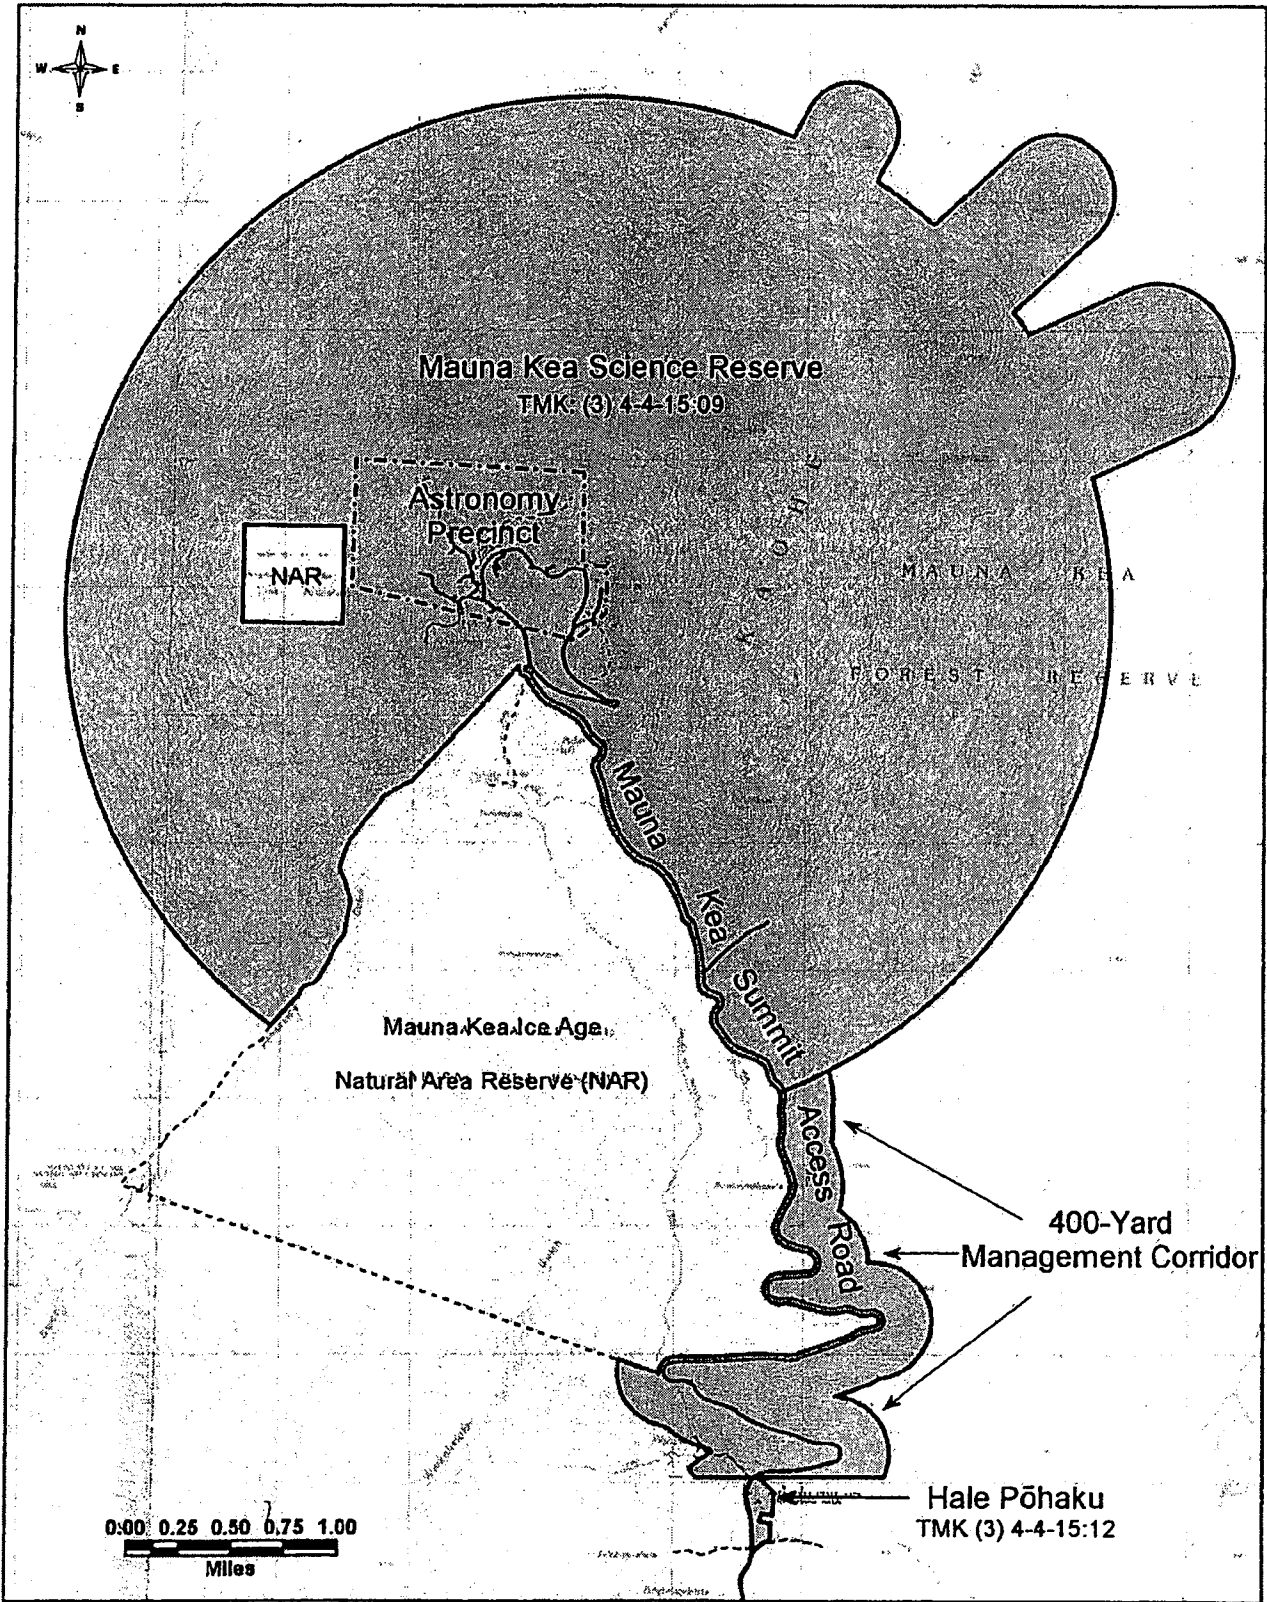 N
W E
S
Mauna Kea Science Reserve
TMK: (3) 4-4-15:09
Astronomy
Precinct
NAR
K A O H E
MAUNA KEA
FOREST RESERVE
Mauna Kea Summit Access Road
Mauna Kea Ice Age
Natural Area Reserve (NAR)
400-Yard
Management Corridor
Hale Pōhaku
TMK (3) 4-4-15:12
0.00 0.25 0.50 0.75 1.00
Miles